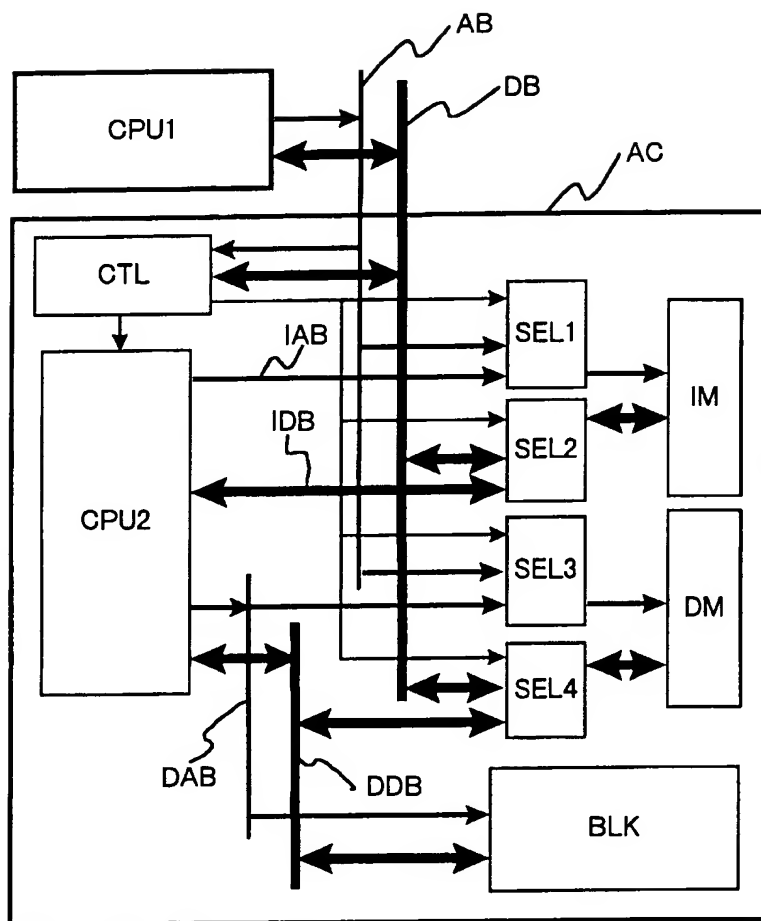 AB
DB
CPU1
AC
CTL
IAB
SEL1
IM
IDB
SEL2
CPU2
SEL3
DM
SEL4
DAB
DDB
BLK